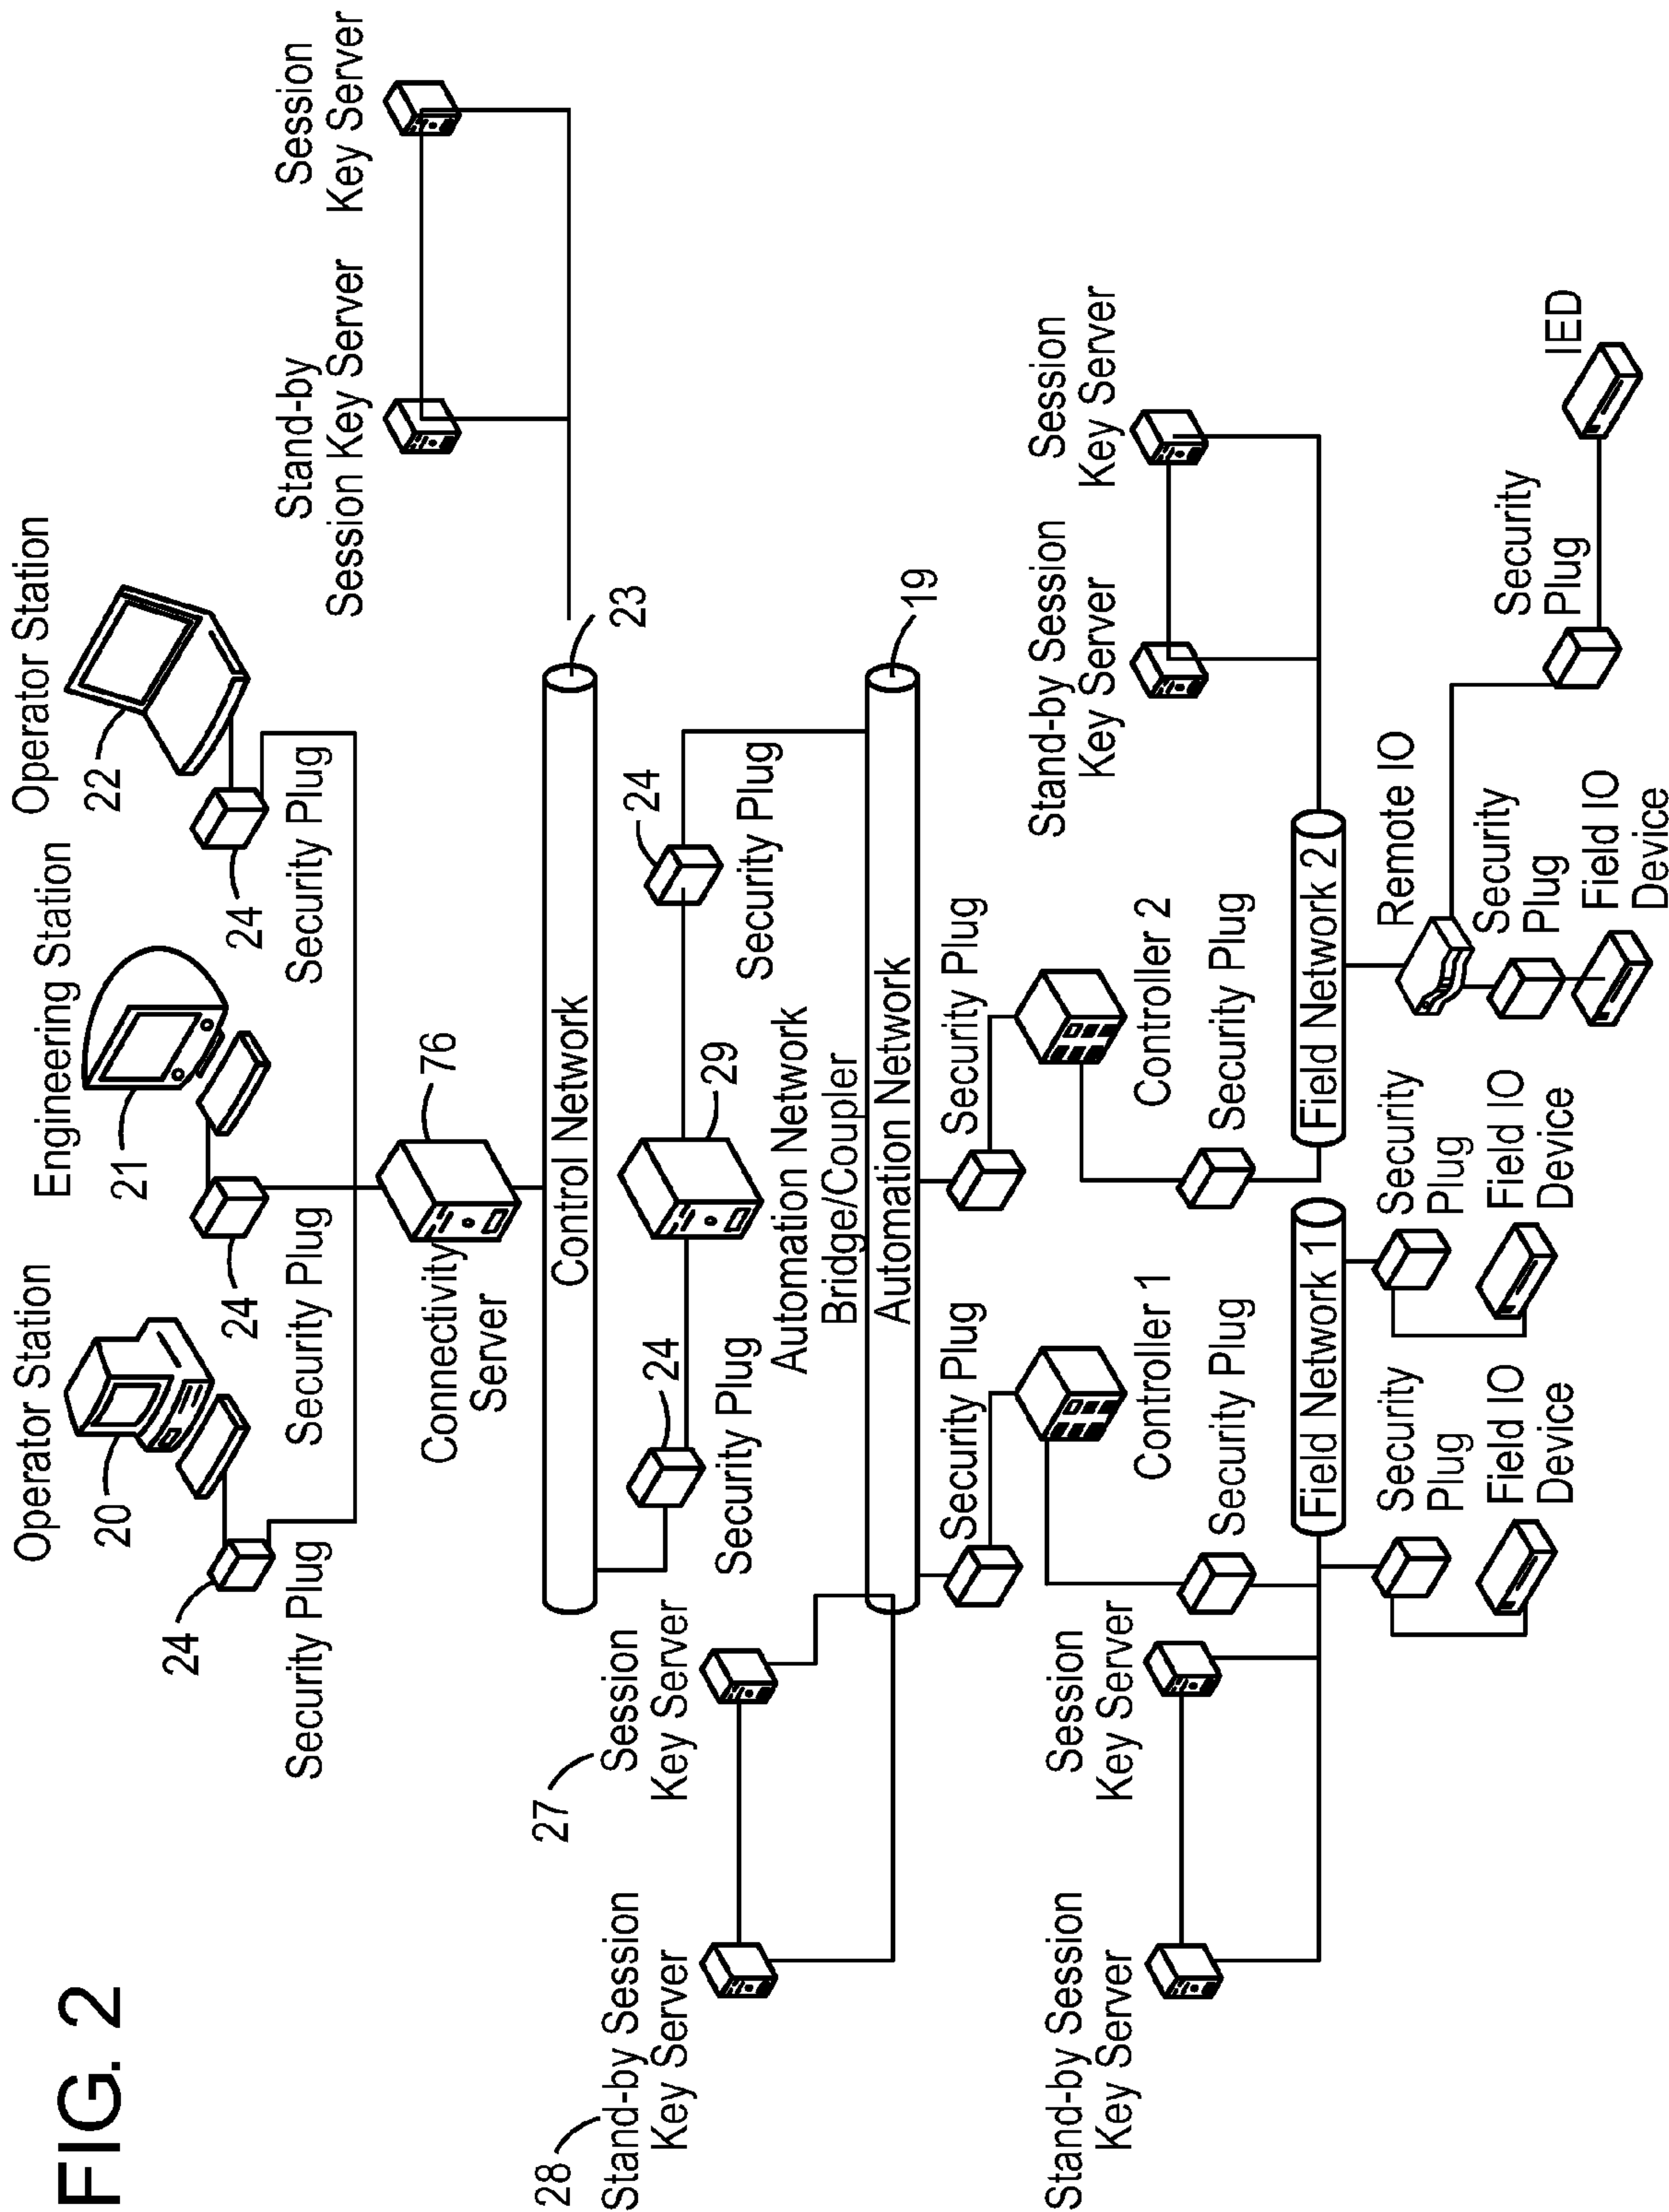 FIG. 2
Operator Station
20
24
Security Plug
Engineering Station
21
24
Security Plug
Operator Station
22
24
Security Plug
Connectivity
Server
76
Stand-by
Session Key Server
Session
Key Server
Control Network
23
24
Security Plug
29
Automation Network
Bridge/Coupler
24
Security Plug
28
Stand-by Session
Key Server
27
Session
Key Server
Automation Network
19
Security Plug
Security Plug
Controller 1
Security Plug
Controller 2
Security Plug
Stand-by Session
Key Server
Session
Key Server
Stand-by Session
Key Server
Session
Key Server
Field Network 1
Field Network 2
Security
Plug
Field IO
Device
Security
Plug
Field IO
Device
Remote IO
Security
Plug
Field IO
Device
Security
Plug
IED